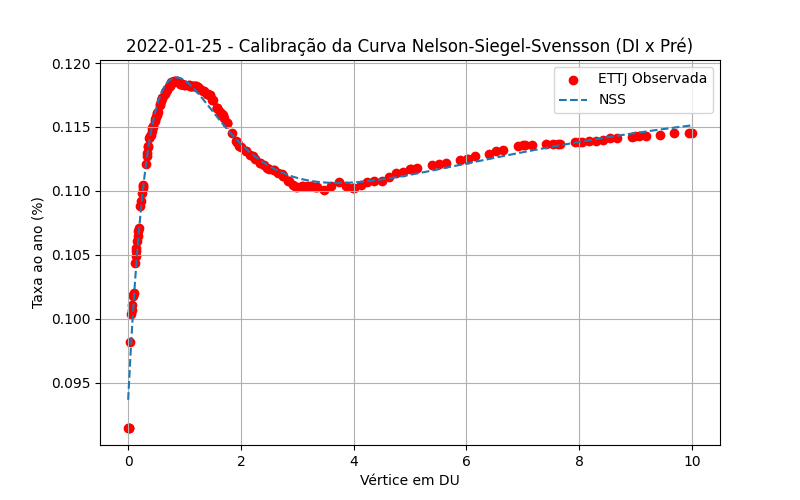 2022-01-25 - Calibração da Curva Nelson-Siegel-Svensson (DI x Pré)
ETTJ Observada
NSS
Taxa ao ano (%)
0.120
0.115
0.110
0.105
0.100
0.095
0
2
4
6
8
10
Vértice em DU